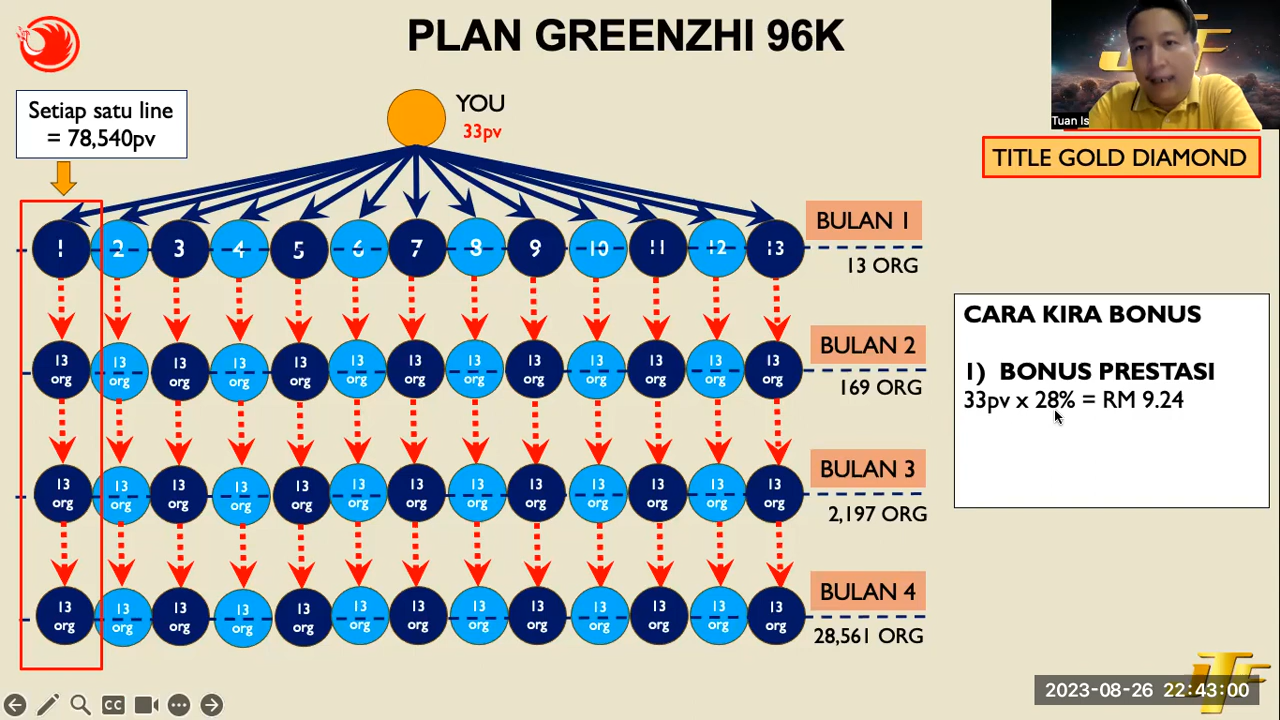 PLAN GREENZHI 96K
Setiap satu line
= 78,540pv
YOU
33pv
Tuan Is
TITLE GOLD DIAMOND
1 2 3 4 5 6 7 8 9 10 11 12 13
BULAN 1
13 ORG
13 org 13 org 13 org 13 org 13 org 13 org 13 org 13 org 13 org 13 org 13 org 13 org 13 org
BULAN 2
169 ORG
13 org 13 org 13 org 13 org 13 org 13 org 13 org 13 org 13 org 13 org 13 org 13 org 13 org
BULAN 3
2,197 ORG
13 org 13 org 13 org 13 org 13 org 13 org 13 org 13 org 13 org 13 org 13 org 13 org 13 org
BULAN 4
28,561 ORG
CARA KIRA BONUS
1) BONUS PRESTASI
33pv x 28% = RM 9.24
CC
2023-08-26 22:43:00